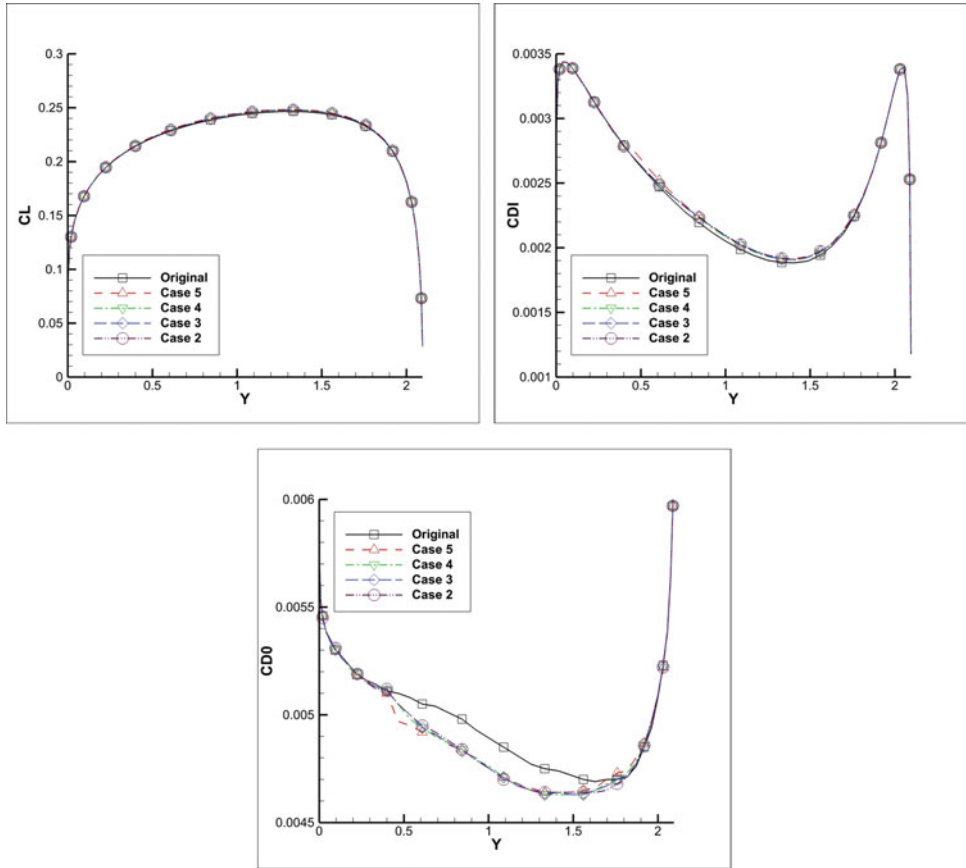 0.3
0.25
0.2
0.15
0.1
0.05
0
CL
Original
Case 5
Case 4
Case 3
Case 2
0
0.5
1
1.5
2
Y
0.0035
0.003
0.0025
0.002
0.0015
0.001
CDI
Original
Case 5
Case 4
Case 3
Case 2
0
0.5
1
1.5
2
Y
0.006
0.0055
0.005
0.0045
CD0
Original
Case 5
Case 4
Case 3
Case 2
0
0.5
1
1.5
2
Y